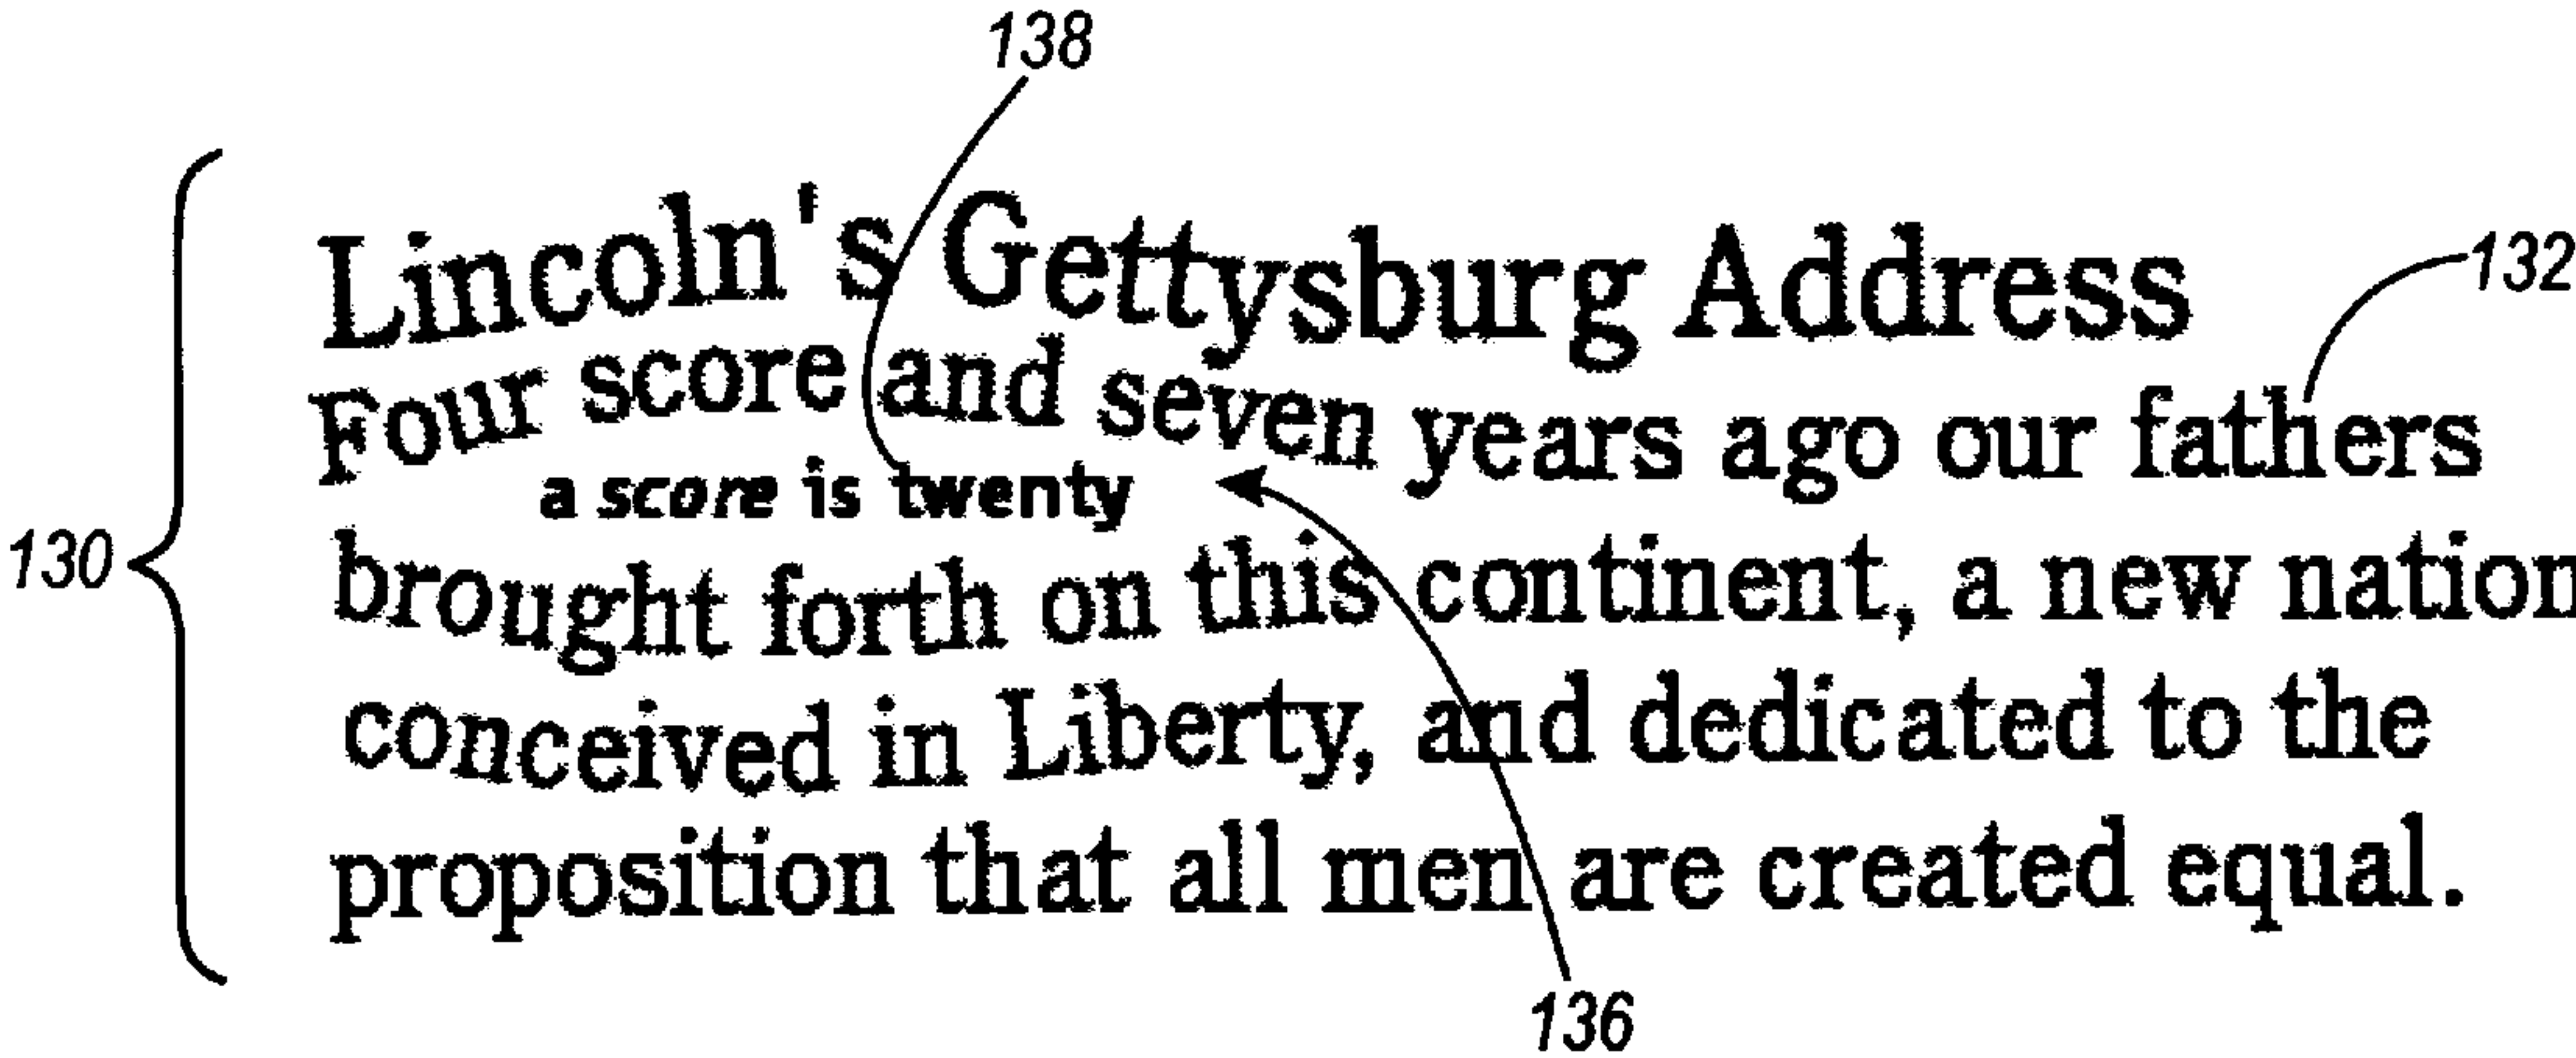 138
Lincoln's Gettysburg Address
132
Four score and seven years ago our fathers
a score is twenty
130
brought forth on this continent, a new nation
conceived in Liberty, and dedicated to the
proposition that all men are created equal.
136